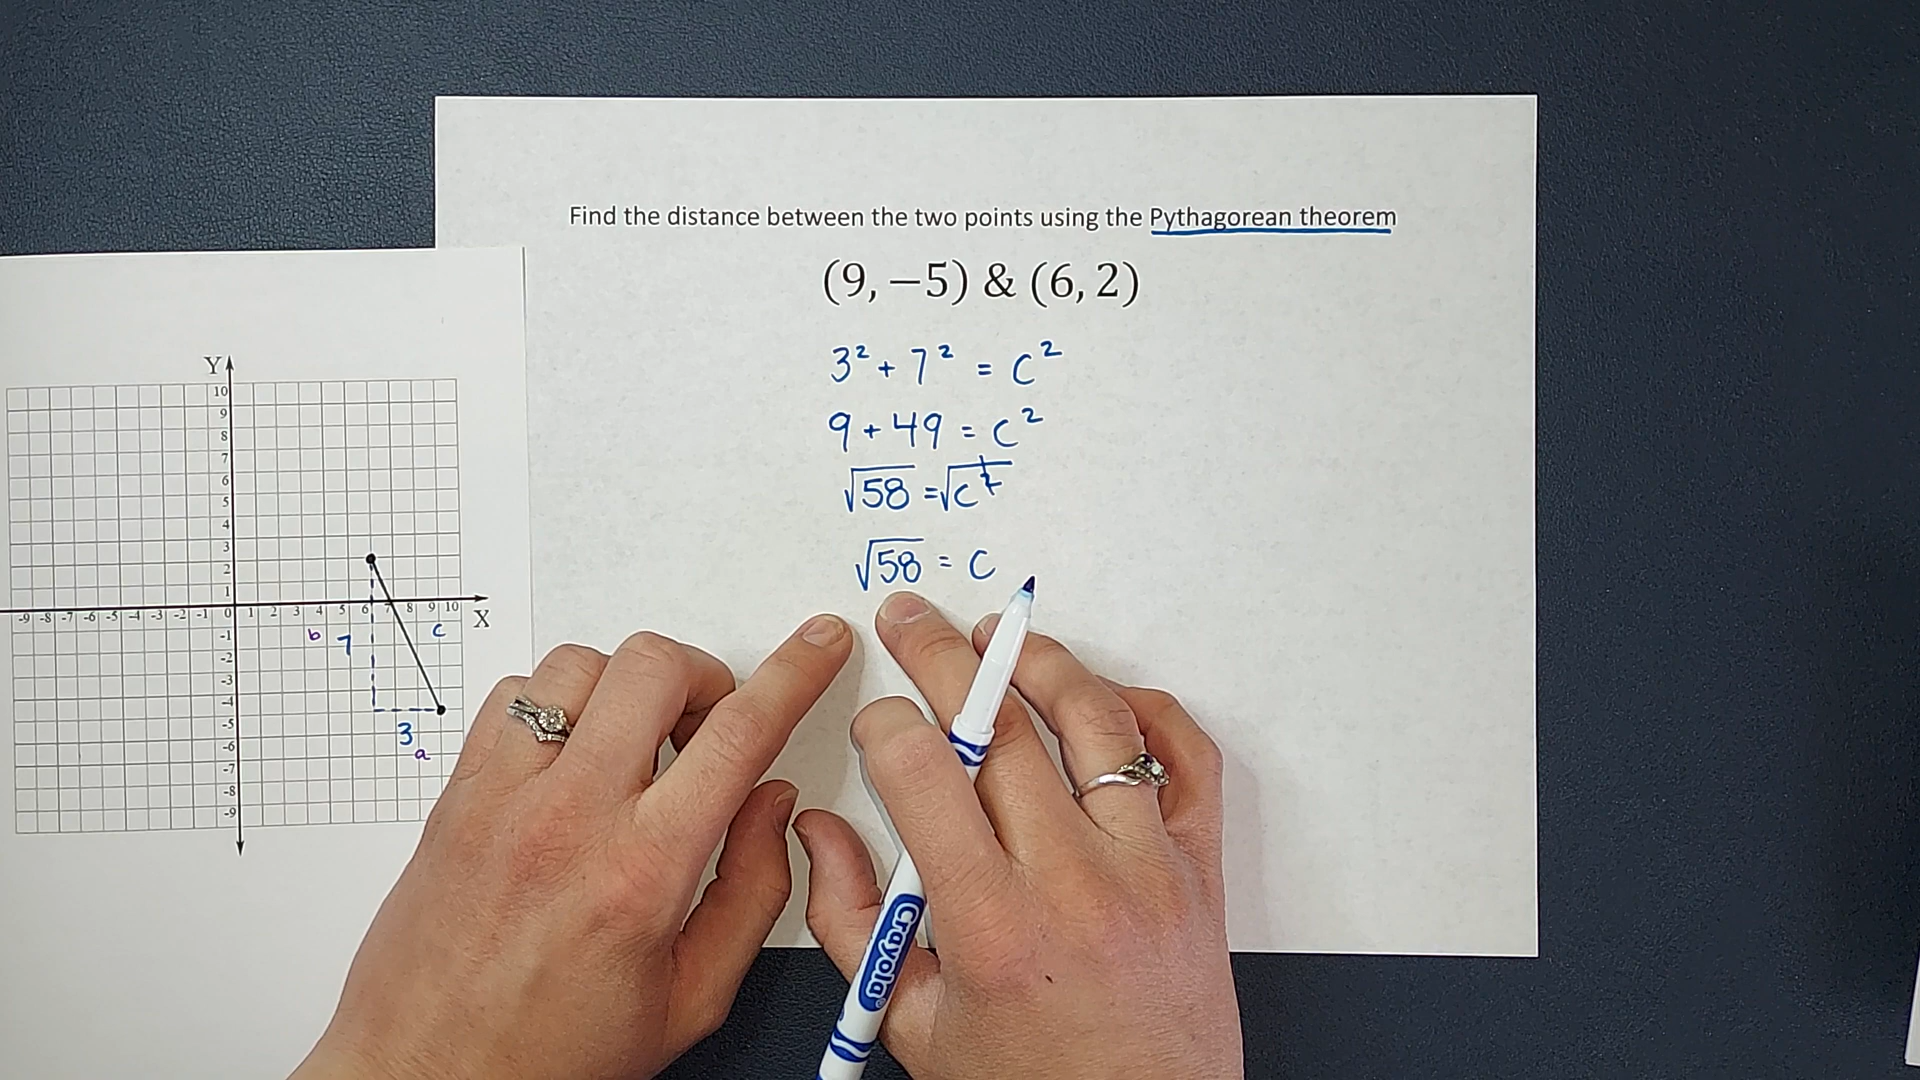 Find the distance between the two points using the Pythagorean theorem
(9, −5) & (6, 2)
3² + 7² = c²
9 + 49 = c²
√58 = √c²
√58 = c
Y
10
9
8
7
6
5
4
3
2
1
-9 -8 -7 -6 -5 -4 -3 -2 -1 0 1 2 3 4 5 6 7 8 9 10 X
b 7 c
-1
-2
-3
-4
-5
-6
-7
-8
-9
3
a
Crayola